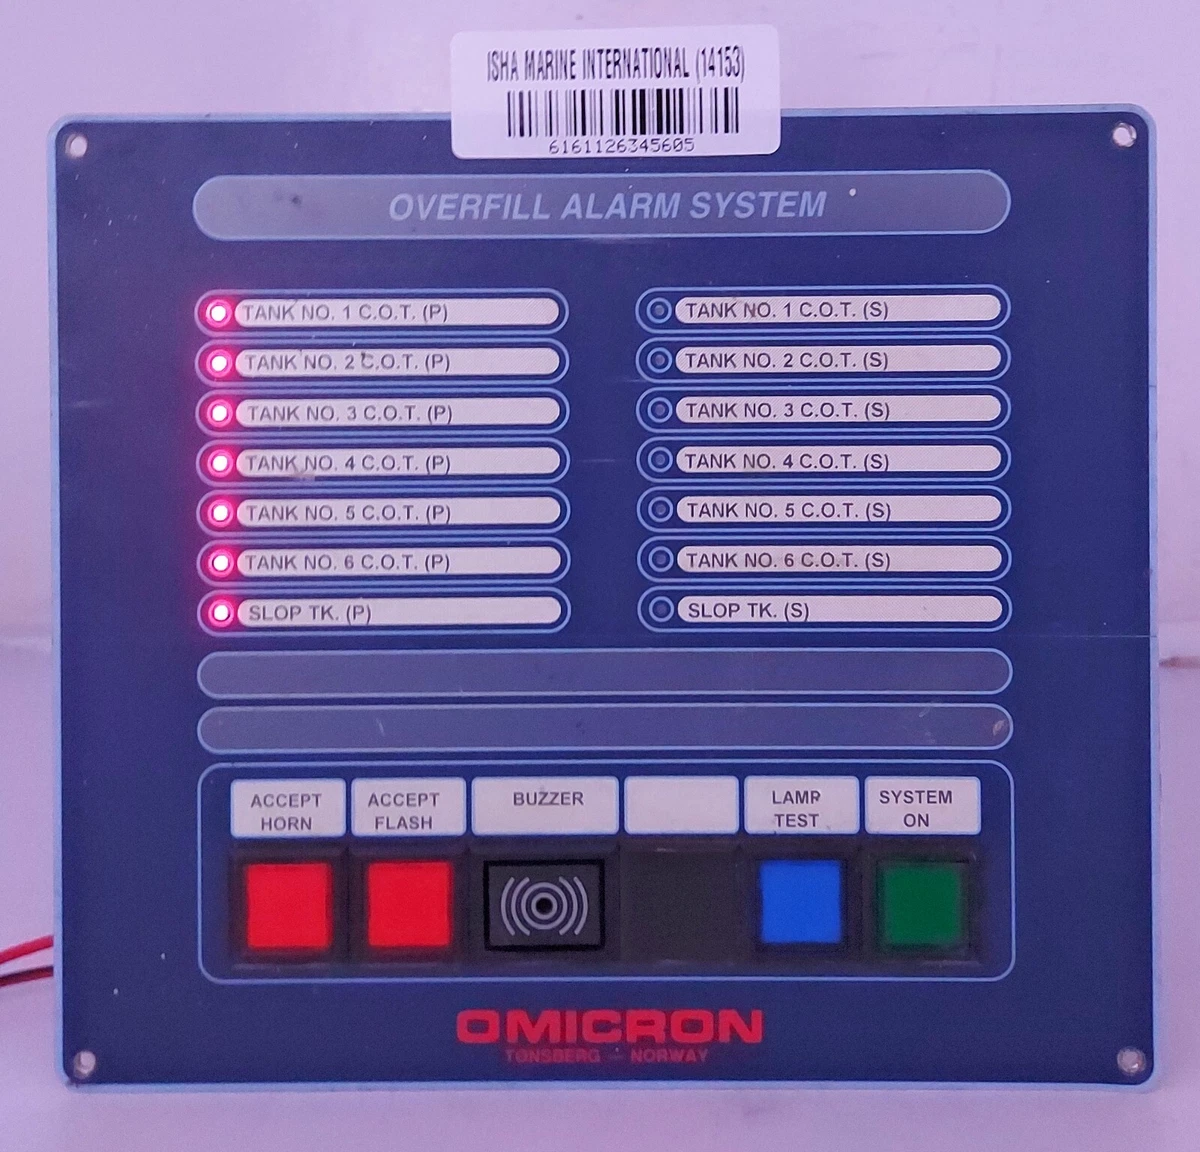 ISHA MARINE INTERNATIONAL (14153)
6161126345605
OVERFILL ALARM SYSTEM
TANK NO. 1 C.O.T. (P)
TANK NO. 2 C.O.T. (P)
TANK NO. 3 C.O.T. (P)
TANK NO. 4 C.O.T. (P)
TANK NO. 5 C.O.T. (P)
TANK NO. 6 C.O.T. (P)
SLOP TK. (P)
TANK NO. 1 C.O.T. (S)
TANK NO. 2 C.O.T. (S)
TANK NO. 3 C.O.T. (S)
TANK NO. 4 C.O.T. (S)
TANK NO. 5 C.O.T. (S)
TANK NO. 6 C.O.T. (S)
SLOP TK. (S)
ACCEPT
HORN
ACCEPT
FLASH
BUZZER
LAMP
TEST
SYSTEM
ON
OMICRON
TØNSBERG - NORWAY